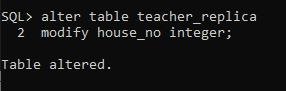 SQL> alter table teacher_replica
  2  modify house_no integer;
Table altered.